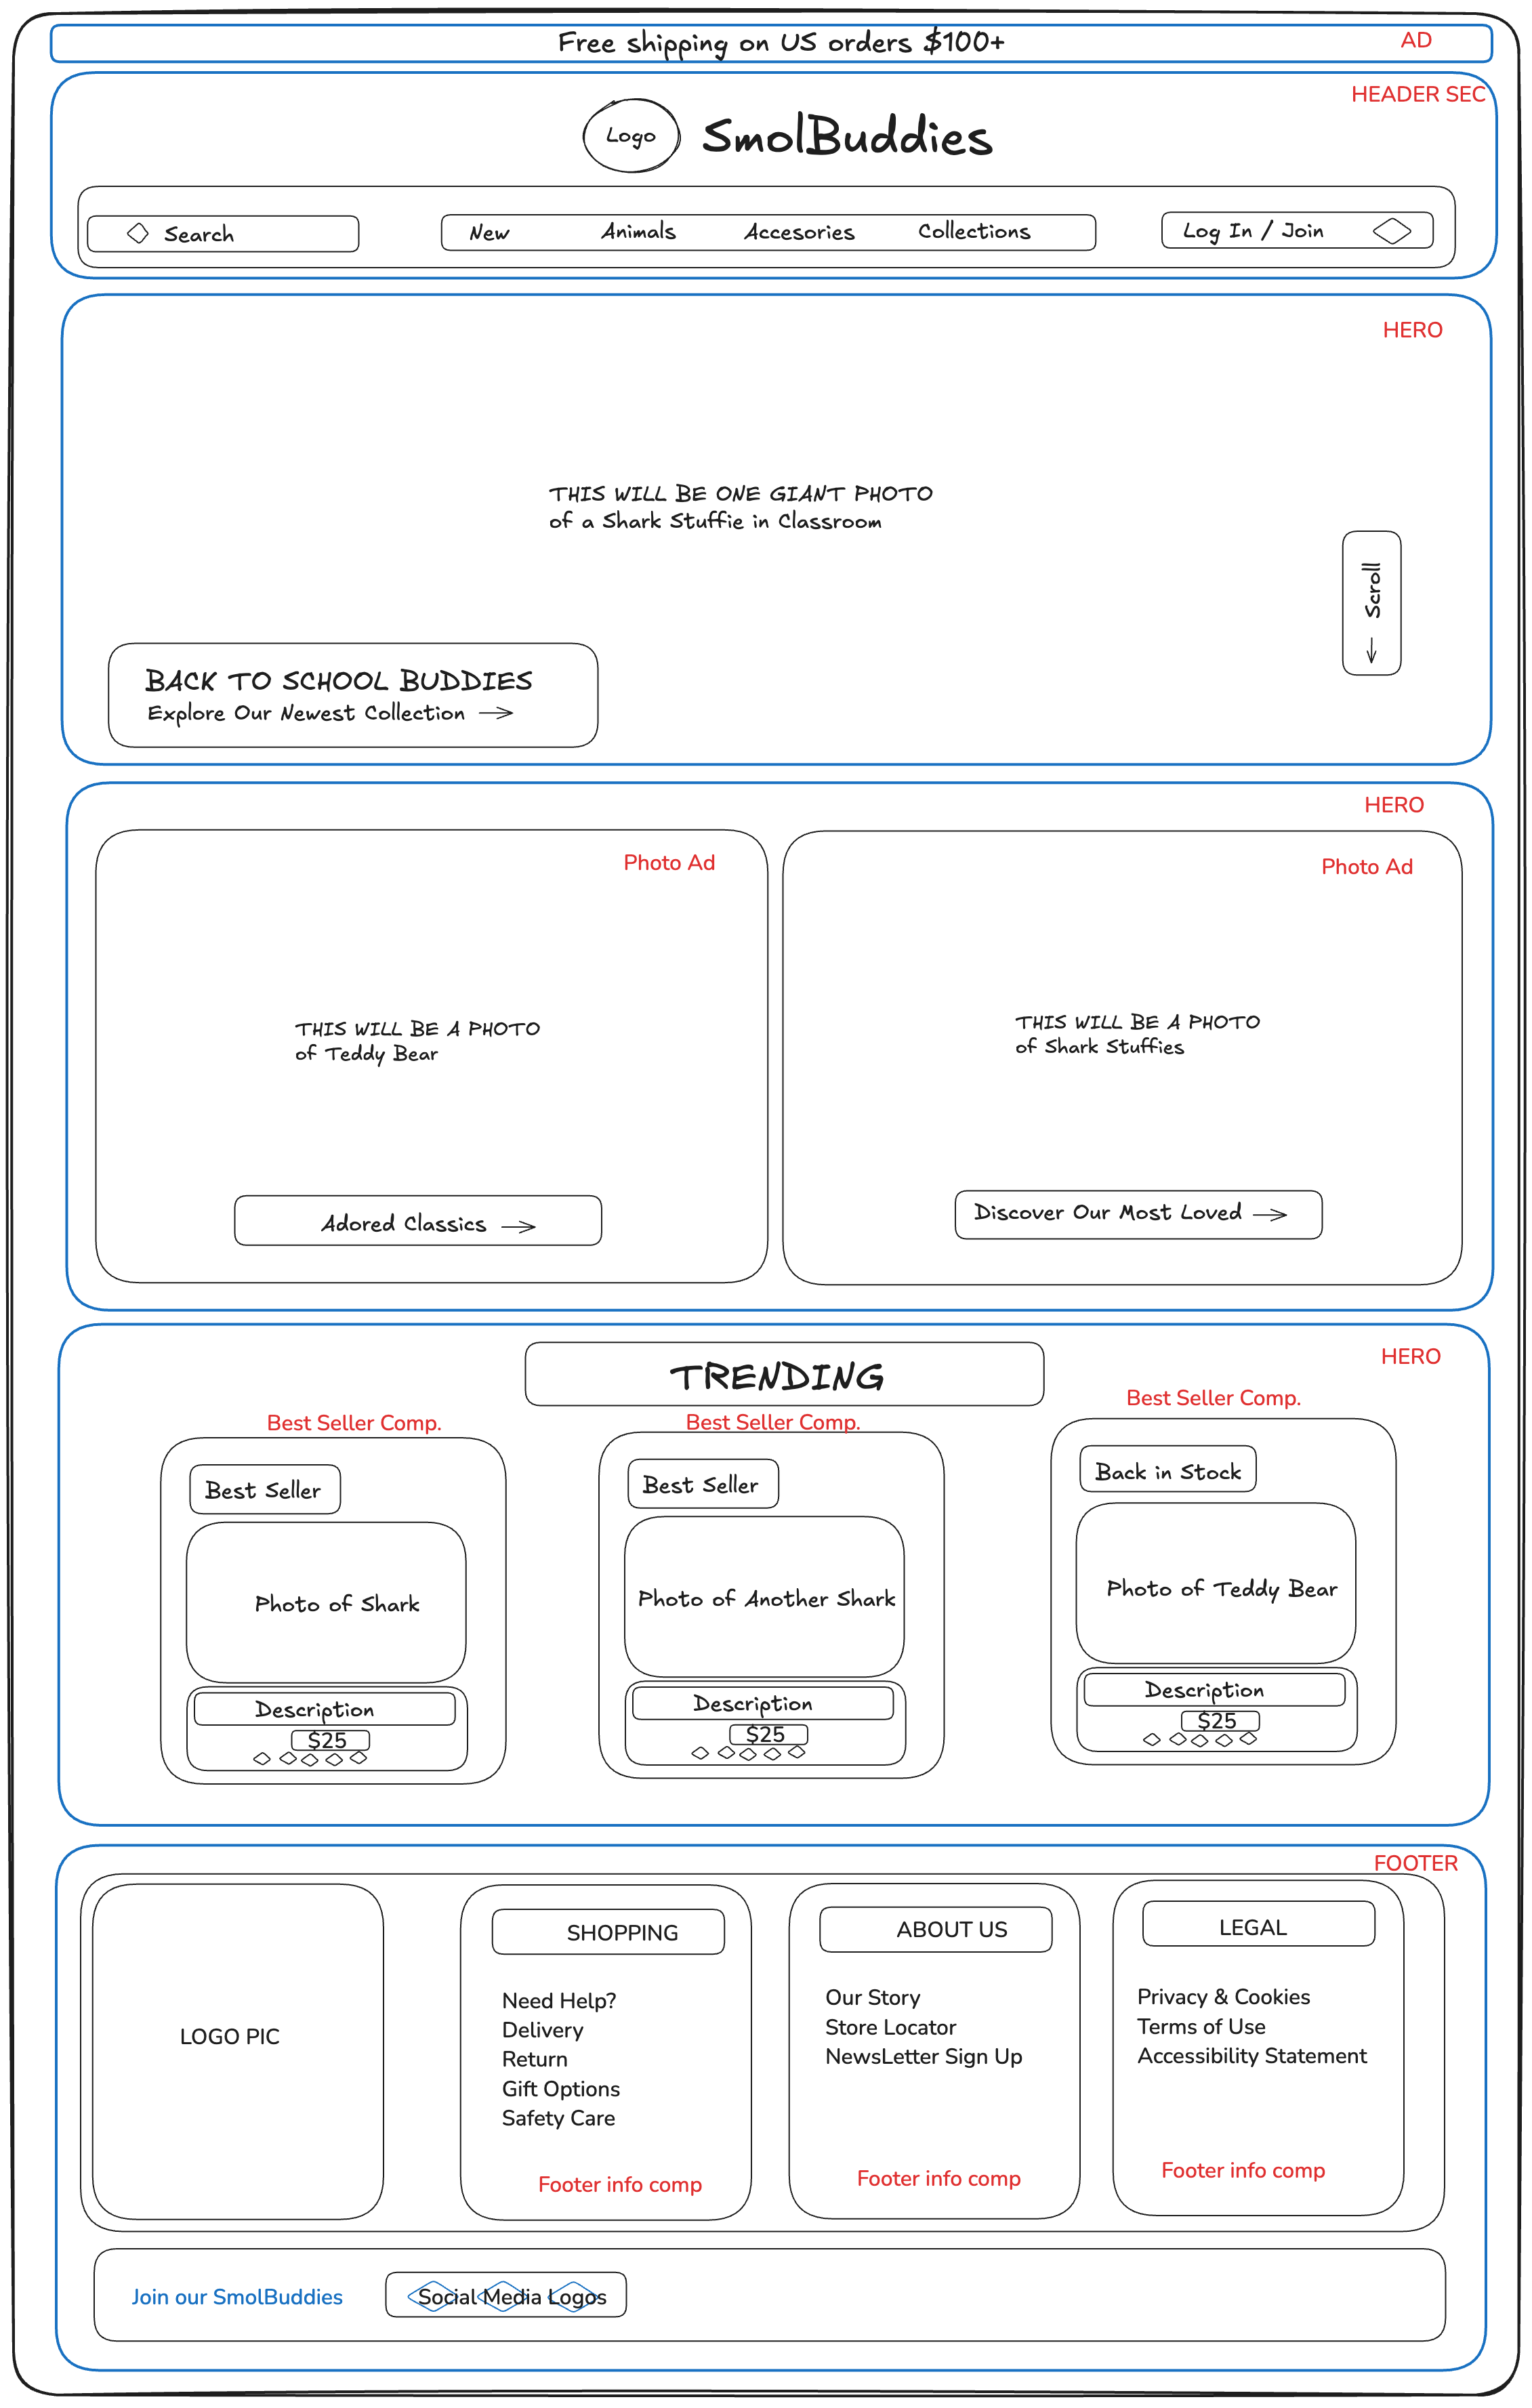 Free shipping on US orders $100+
AD
HEADER SEC
Logo
SmolBuddies
Search
New
Animals
Accesories
Collections
Log In / Join
HERO
THIS WILL BE ONE GIANT PHOTO
of a Shark Stuffie in Classroom
Scroll
BACK TO SCHOOL BUDDIES
Explore Our Newest Collection
HERO
Photo Ad
THIS WILL BE A PHOTO
of Teddy Bear
Adored Classics
Photo Ad
THIS WILL BE A PHOTO
of Shark Stuffies
Discover Our Most Loved
HERO
TRENDING
Best Seller Comp.
Best Seller
Photo of Shark
Description
$25
Best Seller Comp.
Best Seller
Photo of Another Shark
Description
$25
Best Seller Comp.
Back in Stock
Photo of Teddy Bear
Description
$25
FOOTER
LOGO PIC
SHOPPING
Need Help?
Delivery
Return
Gift Options
Safety Care
Footer info comp
ABOUT US
Our Story
Store Locator
NewsLetter Sign Up
Footer info comp
LEGAL
Privacy & Cookies
Terms of Use
Accessibility Statement
Footer info comp
Join our SmolBuddies
Social Media Logos